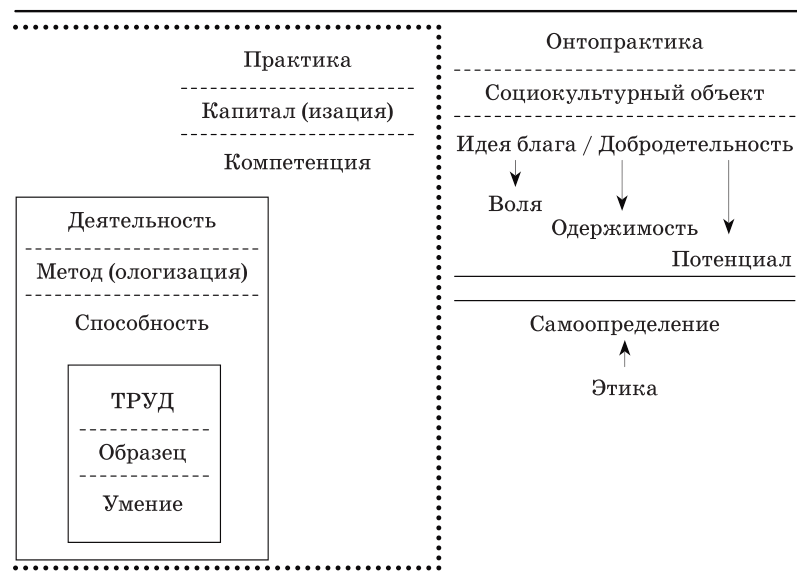 Практика
Капитал (изация)
Компетенция
Деятельность
Метод (ологизация)
Способность
ТРУД
Образец
Умение
Онтопрактика
Социокультурный объект
Идея блага / Добродетельность
Воля
Одержимость
Потенциал
Самоопределение
Этика